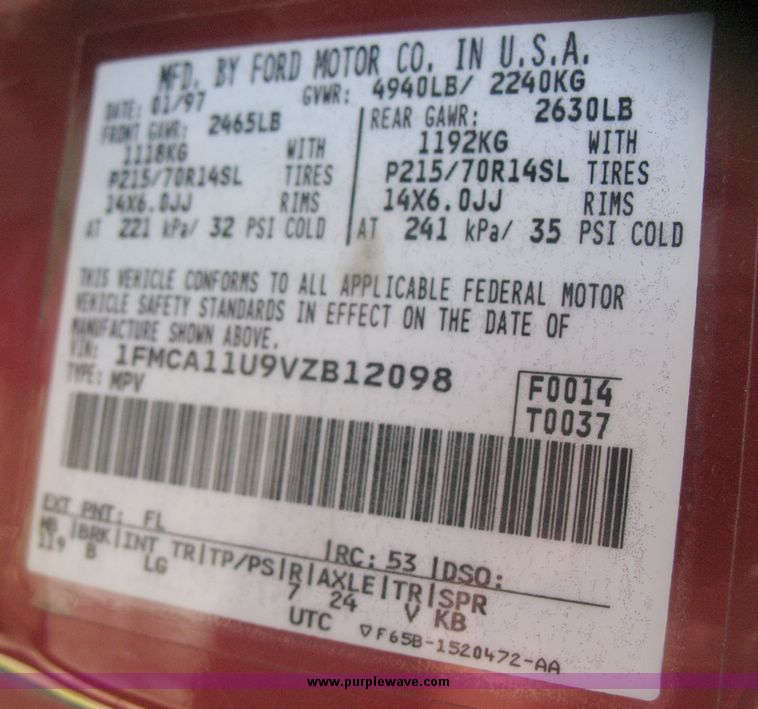 MFD. BY FORD MOTOR CO. IN U.S.A.
DATE: 01/97 GVWR: 4940LB/ 2240KG
FRONT GAWR: 2465LB REAR GAWR: 2630LB
1118KG WITH 1192KG WITH
P215/70R14SL TIRES P215/70R14SL TIRES
14X6.0JJ RIMS 14X6.0JJ RIMS
AT 221 kPa/ 32 PSI COLD AT 241 kPa/ 35 PSI COLD
THIS VEHICLE CONFORMS TO ALL APPLICABLE FEDERAL MOTOR
VEHICLE SAFETY STANDARDS IN EFFECT ON THE DATE OF
MANUFACTURE SHOWN ABOVE.
VIN: 1FMCA11U9VZB12098
TYPE: MPV
F0014
T0037
EXT PNT: FL RC: 53 DSO:
WB BRK INT TR TP/PS R AXLE TR SPR
119 B LG 7 24 V KB
UTC ▽F65B-1520472-AA
www.purplewave.com